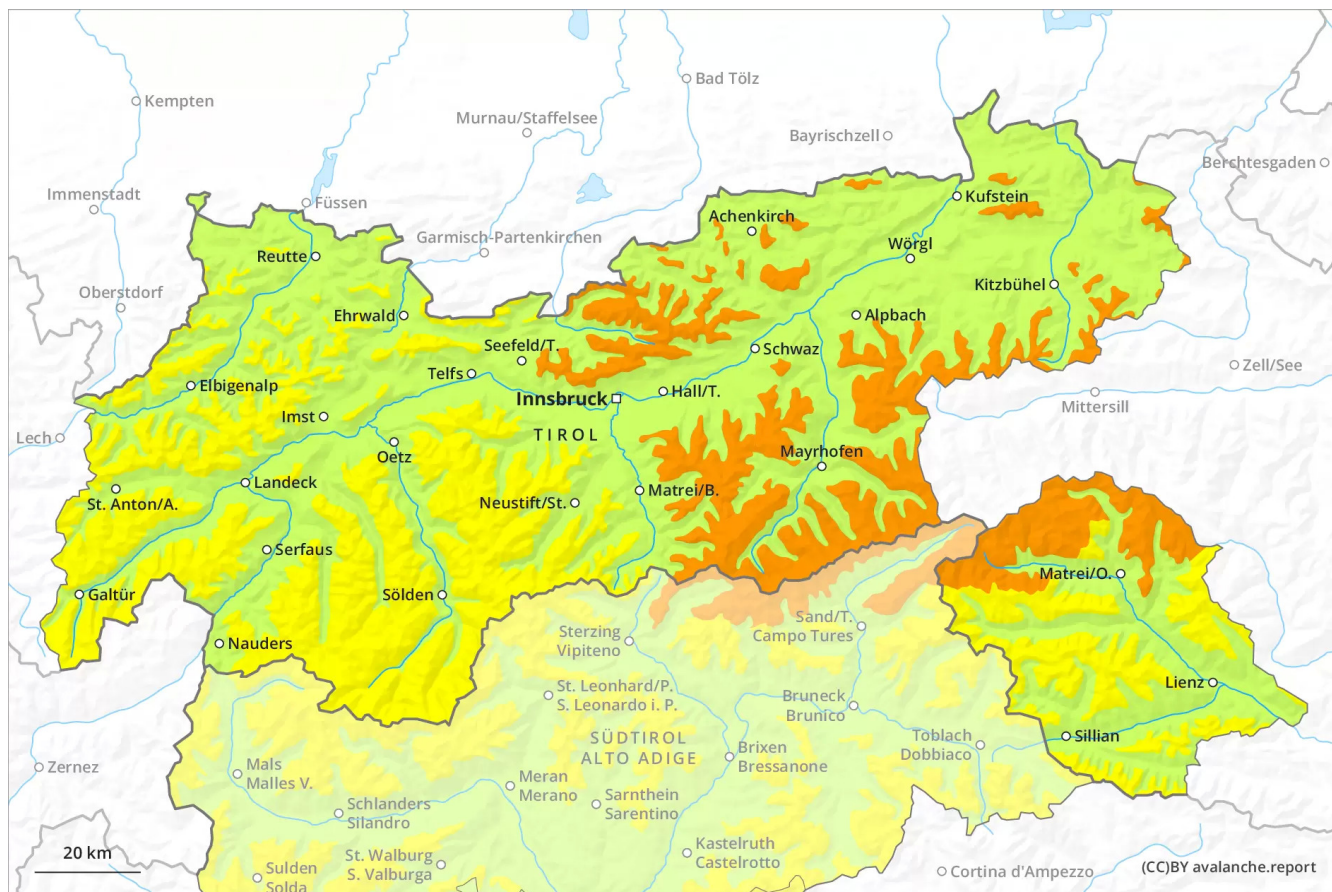 Bad Tölz
Kempten
Murnau/Staffelsee
Bayrischzell
Berchtesgaden
Immenstadt
Füssen
Kufstein
Achenkirch
Garmisch-Partenkirchen
Wörgl
Reutte
Oberstdorf
Kitzbühel
Ehrwald
Alpbach
Seefeld/T.
Schwaz
Zell/See
Telfs
Elbigenalp
Hall/T.
Innsbruck
Mittersill
Imst
Lech
TIROL
Oetz
Mayrhofen
Landeck
Matrei/B.
St. Anton/A.
Neustift/St.
Serfaus
Matrei/O.
Galtür
Sölden
Sand/T.
Campo Tures
Sterzing
Vipiteno
Nauders
Lienz
St. Leonhard/P.
S. Leonardo i. P.
Bruneck
Brunico
Sillian
SÜDTIROL
ALTO ADIGE
Toblach
Dobbiaco
Brixen
Bressanone
Zernez
Mals
Malles V.
Meran
Merano
Schlanders
Silandro
Sarnthein
Sarentino
Kastelruth
Castelrotto
20 km
St. Walburg
S. Valburga
Sulden
Solda
Cortina d'Ampezzo
(CC)BY avalanche.report